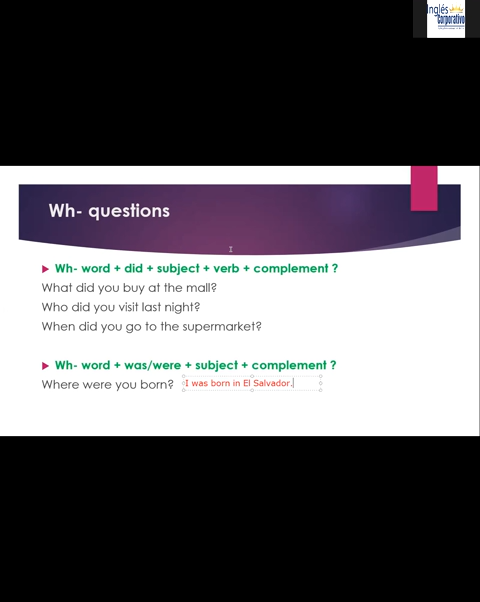 Inglés
Corporativo
Wh- questions
Wh- word + did + subject + verb + complement ?
What did you buy at the mall?
Who did you visit last night?
When did you go to the supermarket?
Wh- word + was/were + subject + complement ?
Where were you born? I was born in El Salvador.